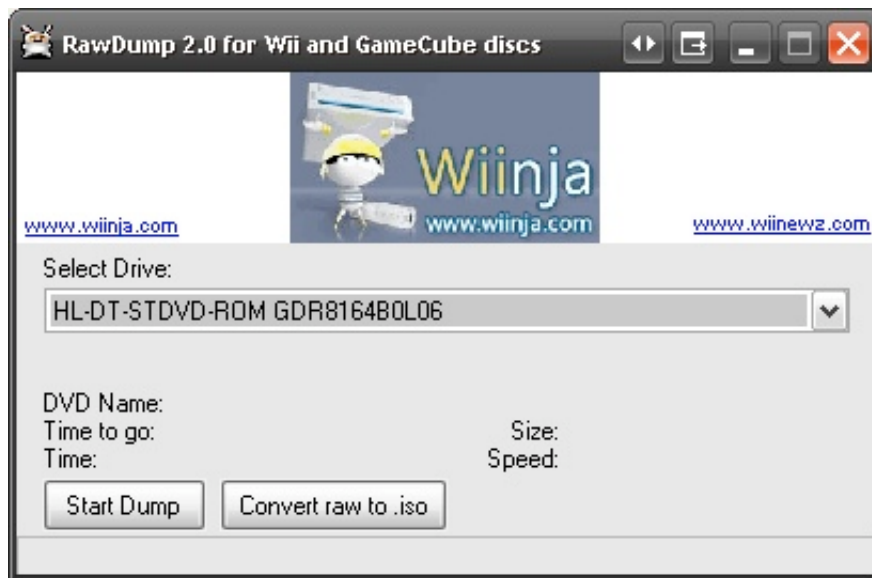 RawDump 2.0 for Wii and GameCube discs
Wiinja
www.wiinja.com
www.wiinja.com
www.wiinewz.com
Select Drive:
HL-DT-STDVD-ROM GDR8164B0L06
DVD Name:
Time to go:
Size:
Time:
Speed:
Start Dump
Convert raw to .iso